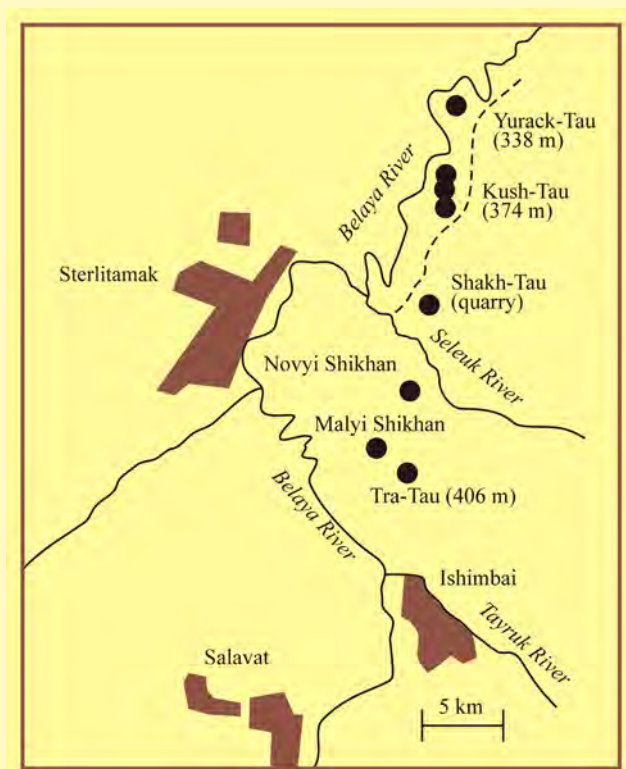 Yurack-Tau
(338 m)
Belaya River
Kush-Tau
(374 m)
Sterlitamak
Shakh-Tau
(quarry)
Seleuk River
Novyi Shikhan
Malyi Shikhan
Tra-Tau (406 m)
Belaya River
Ishimbai
Tayruk River
Salavat
5 km